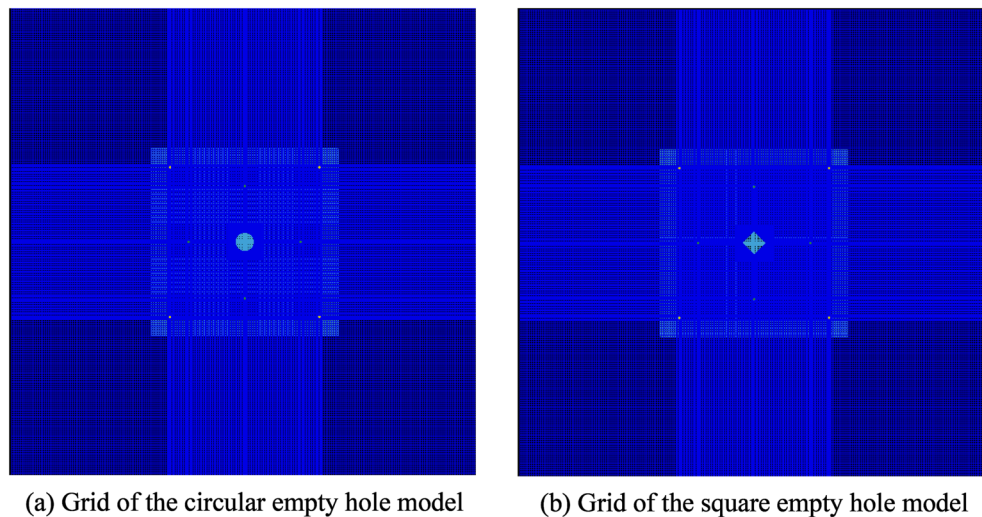 (a) Grid of the circular empty hole model
(b) Grid of the square empty hole model